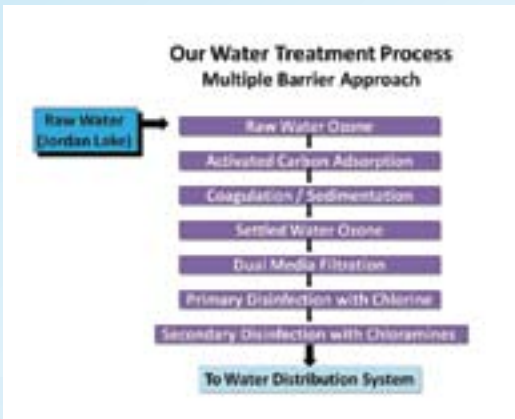 Our Water Treatment Process
Multiple Barrier Approach
Raw Water
(Jordan Lake)
Raw Water Ozone
Activated Carbon Adsorption
Coagulation / Sedimentation
Settled Water Ozone
Dual Media Filtration
Primary Disinfection with Chlorine
Secondary Disinfection with Chloramines
To Water Distribution System